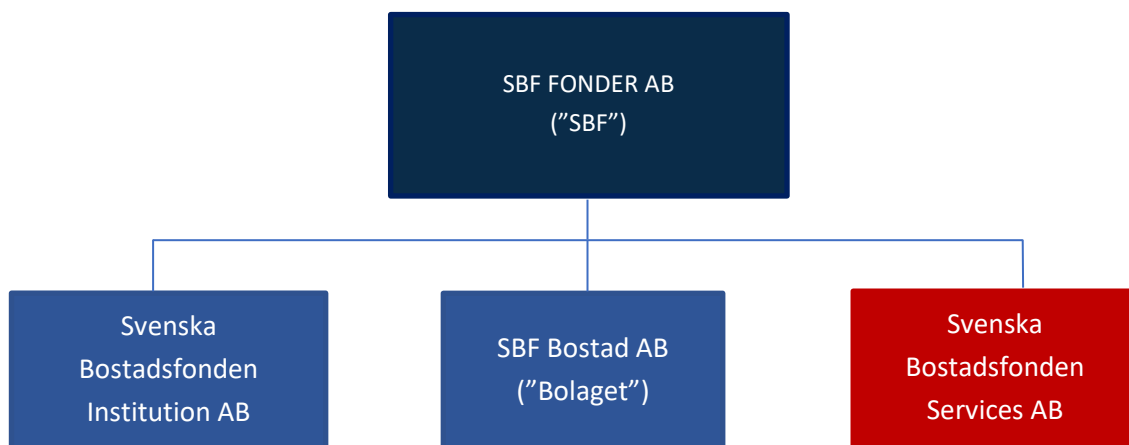 SBF FONDER AB
(”SBF”)
Svenska
Bostadsfonden
Institution AB
SBF Bostad AB
(”Bolaget”)
Svenska
Bostadsfonden
Services AB